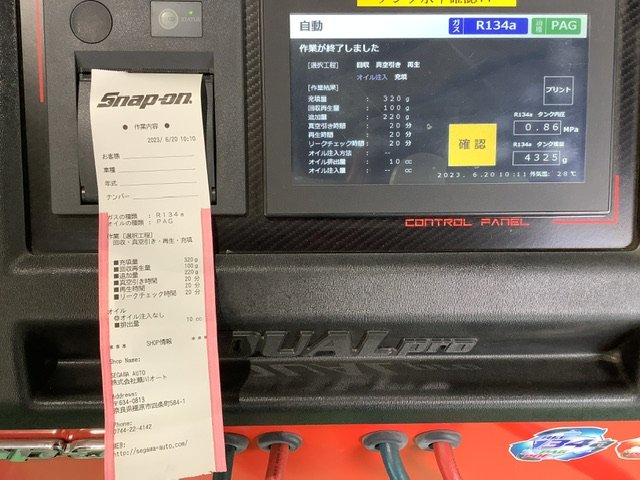 STATUS
自動
ガス R134a 油種 PAG
作業が終了しました
[選択工程] 回収 真空引き 再生
オイル注入 充填
[作業結果]
充填量 : 320 g
回収再生量 : 100 g
追加量 : 220 g
真空引き時間 : 20 分
再生時間 : 20 分
リークチェック時間 : 20 分
オイル注入方法 : --
オイル排出量 : 10 cc
オイル注入量 : -- cc
プリント
R134a タンク内圧
0.86 MPa
確認
R134a タンク残量
4325 g
2023. 6.20 10:11 外気温: 28℃
CONTROL PANEL
Snap-on
● 作業内容 ●
2023/ 6/20 10:10
お客様
車種
年式
ナンバー
ガスの種類 : R134a
オイルの種類 : PAG
作業 [選択工程]
回収・真空引き・再生・充填
■充填量 320 g
■回収再生量 100 g
■追加量 220 g
■真空引き時間 20 分
■再生時間 20 分
■リークチェック時間 20 分
オイル
◎オイル注入なし
■排出量 10 cc
SHOP情報
Shop Name:
SEGAWA AUTO
株式会社瀬川オート
Address:
〒634-0813
奈良県橿原市四条町584-1
Phone:
0744-22-4142
WEB:
http://segawa-auto.com/
DUAL pro